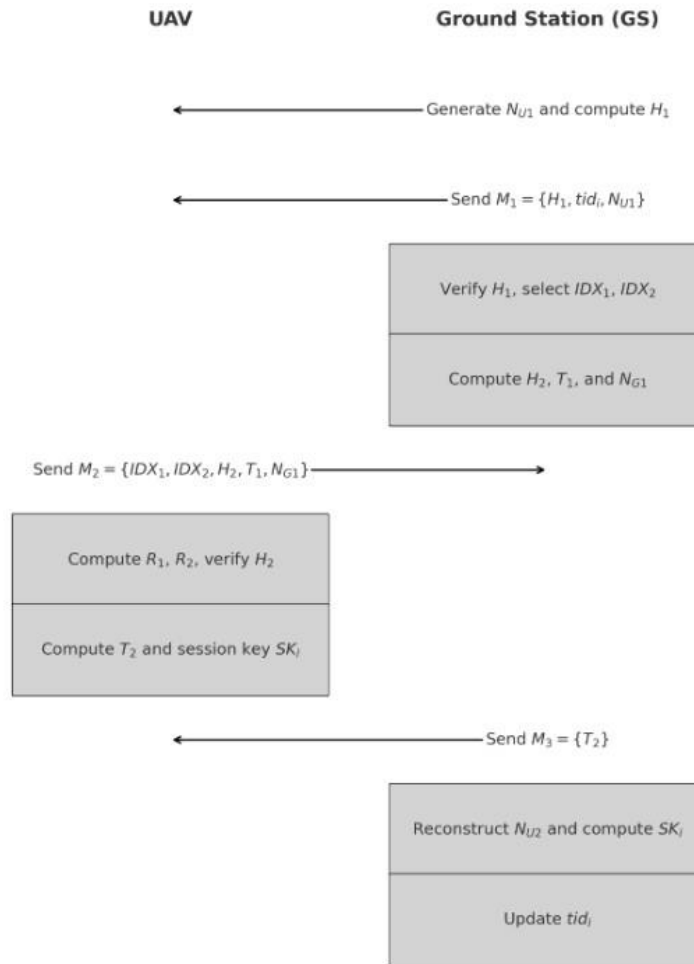 UAV
Ground Station (GS)
Generate N_{U1} and compute H_1
Send M_1 = {H_1, tid_i, N_{U1}}
Verify H_1, select IDX_1, IDX_2
Compute H_2, T_1, and N_{G1}
Send M_2 = {IDX_1, IDX_2, H_2, T_1, N_{G1}}
Compute R_1, R_2, verify H_2
Compute T_2 and session key SK_i
Send M_3 = {T_2}
Reconstruct N_{U2} and compute SK_i
Update tid_i